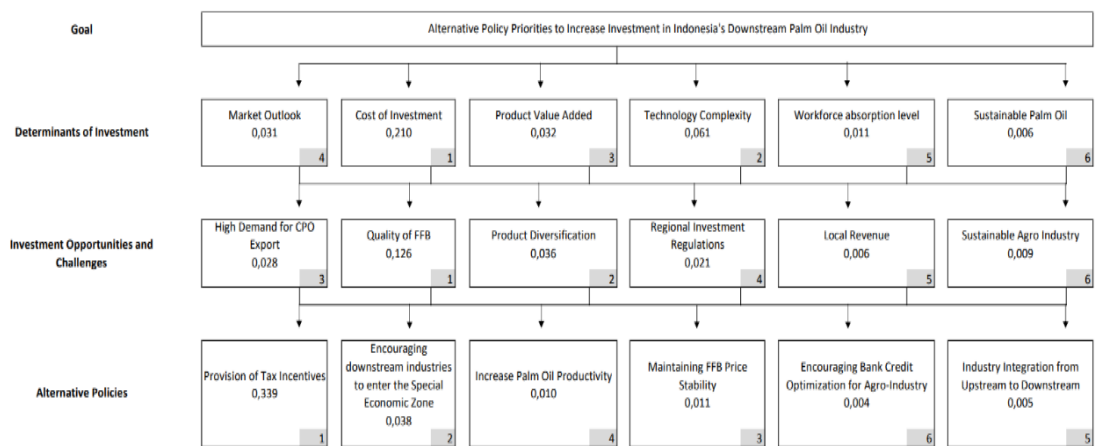 Goal
Alternative Policy Priorities to Increase Investment in Indonesia's Downstream Palm Oil Industry
Determinants of Investment
Market Outlook
0,031
4
Cost of Investment
0,210
1
Product Value Added
0,032
3
Technology Complexity
0,061
2
Workforce absorption level
0,011
5
Sustainable Palm Oil
0,006
6
Investment Opportunities and
Challenges
High Demand for CPO
Export
0,028
3
Quality of FFB
0,126
1
Product Diversification
0,036
2
Regional Investment
Regulations
0,021
4
Local Revenue
0,006
5
Sustainable Agro Industry
0,009
6
Alternative Policies
Provision of Tax Incentives
0,339
1
Encouraging
downstream industries
to enter the Special
Economic Zone
0,038
2
Increase Palm Oil Productivity
0,010
4
Maintaining FFB Price
Stability
0,011
3
Encouraging Bank Credit
Optimization for Agro-Industry
0,004
6
Industry Integration from
Upstream to Downstream
0,005
5